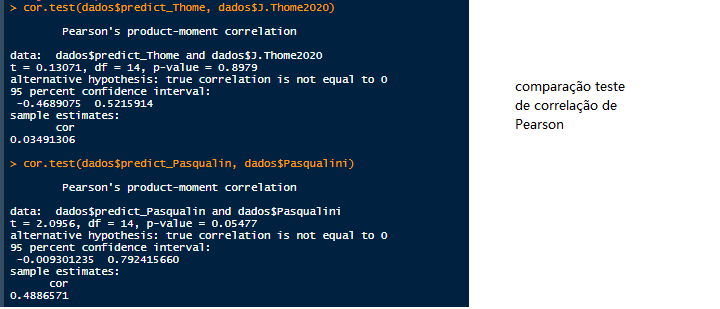 > cor.test(dados$predict_Thome, dados$J.Thome2020)
Pearson's product-moment correlation
data:  dados$predict_Thome and dados$J.Thome2020
t = 0.13071, df = 14, p-value = 0.8979
alternative hypothesis: true correlation is not equal to 0
95 percent confidence interval:
-0.4689075  0.5215914
sample estimates:
cor
0.03491306
> cor.test(dados$predict_Pasqualin, dados$Pasqualini)
Pearson's product-moment correlation
data:  dados$predict_Pasqualin and dados$Pasqualini
t = 2.0956, df = 14, p-value = 0.05477
alternative hypothesis: true correlation is not equal to 0
95 percent confidence interval:
-0.009301235  0.792415660
sample estimates:
cor
0.4886571
comparação teste
de correlação de
Pearson